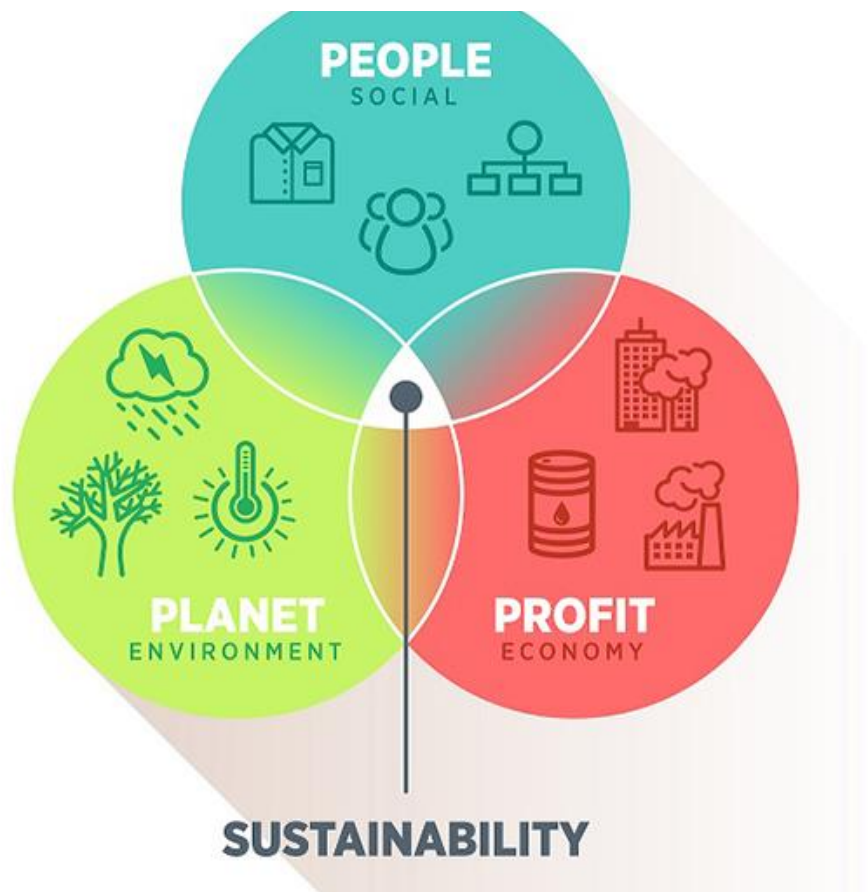 PEOPLE
SOCIAL
PLANET
ENVIRONMENT
PROFIT
ECONOMY
SUSTAINABILITY